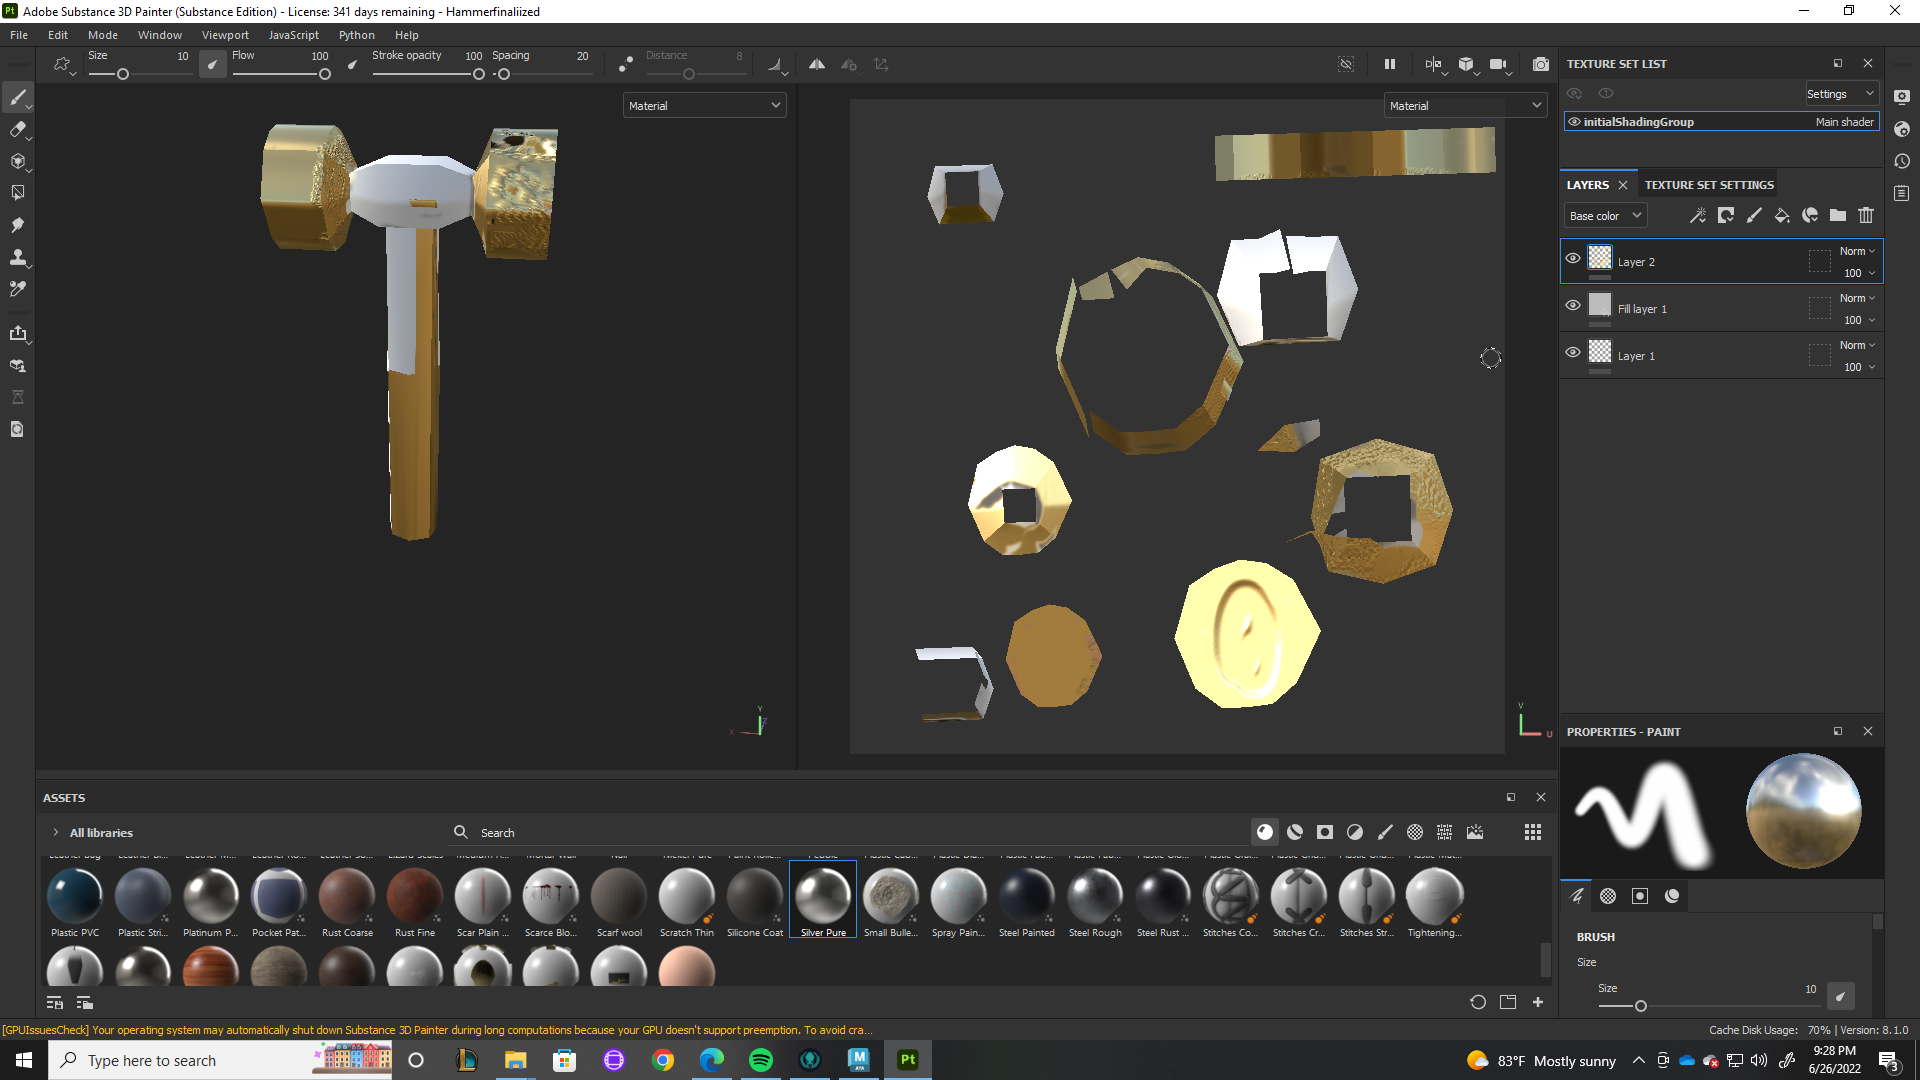 Pt Adobe Substance 3D Painter (Substance Edition) - License: 341 days remaining - Hammerfinaliized
File Edit Mode Window Viewport JavaScript Python Help
Size 10 Flow 100 Stroke opacity 100 Spacing 20 Distance 8
TEXTURE SET LIST
Material
Material
Settings
initialShadingGroup Main shader
LAYERS TEXTURE SET SETTINGS
Base color
Layer 2 Norm 100
Fill layer 1 Norm 100
Layer 1 Norm 100
Y
X Z
V
U
PROPERTIES - PAINT
ASSETS
All libraries
Search
Plastic PVC Plastic Stri... Platinum P... Pocket Pat... Rust Coarse Rust Fine Scar Plain ... Scarce Blo... Scarf wool Scratch Thin Silicone Coat Silver Pure Small Bulle... Spray Pain... Steel Painted Steel Rough Steel Rust ... Stitches Co... Stitches Cr... Stitches Str... Tightening...
BRUSH
Size
Size 10
[GPUIssuesCheck] Your operating system may automatically shut down Substance 3D Painter during long computations because your GPU doesn't support preemption. To avoid cra...
Cache Disk Usage: 70% | Version: 8.1.0
Type here to search
M
Pt
83°F Mostly sunny
9:28 PM
6/26/2022
3